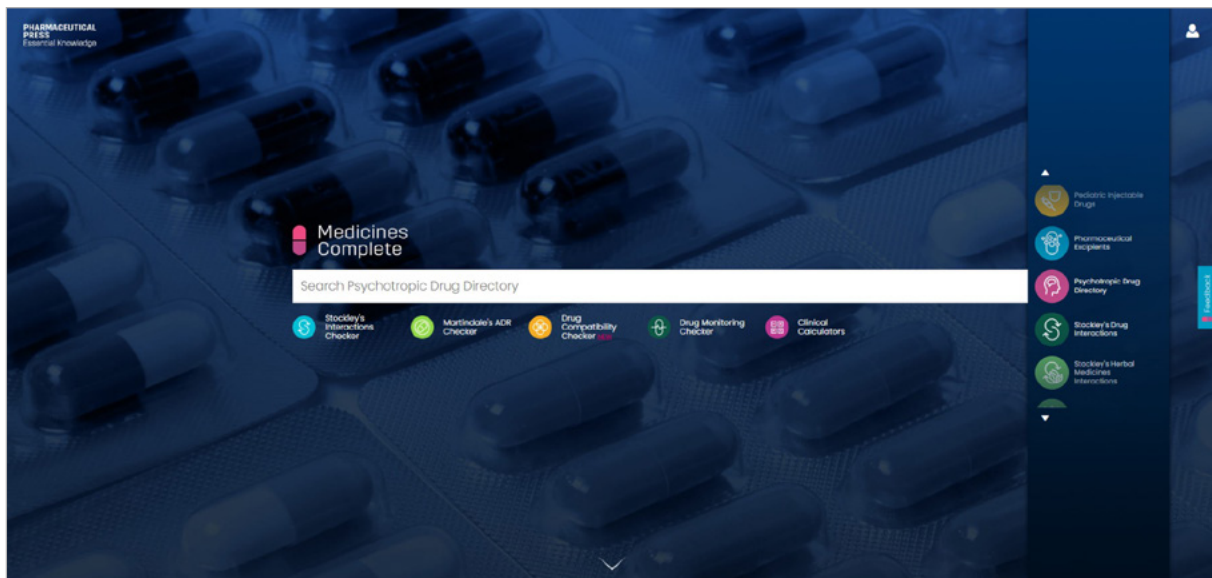 PHARMACEUTICAL
PRESS
Essential Knowledge
Medicines
Complete
Search Psychotropic Drug Directory
Stockley's
Interactions
Checker
Martindale's ADR
Checker
Drug
Compatibility
Checker NEW
Drug Monitoring
Checker
Clinical
Calculators
Pediatric Injectable
Drugs
Pharmaceutical
Excipients
Psychotropic Drug
Directory
Stockley's Drug
Interactions
Stockley's Herbal
Medicines
Interactions
Feedback